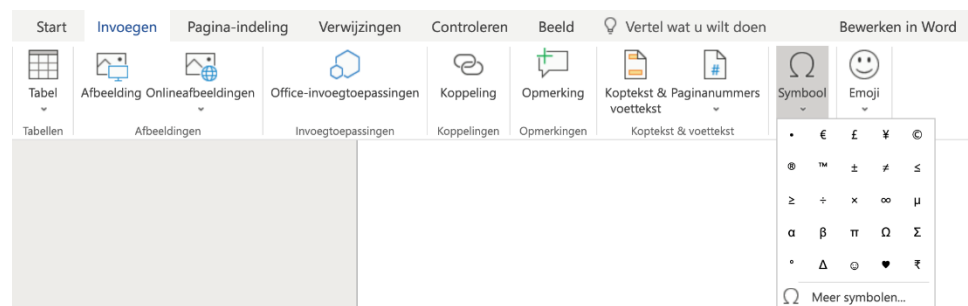 Start Invoegen Pagina-indeling Verwijzingen Controleren Beeld Vertel wat u wilt doen Bewerken in Word
Tabel Afbeelding Onlineafbeeldingen Office-invoegtoepassingen Koppeling Opmerking Koptekst & voettekst Paginanummers Symbool Emoji
Tabellen Afbeeldingen Invoegtoepassingen Koppelingen Opmerkingen Koptekst & voettekst
• € £ ¥ ©
® ™ ± ≠ ≤
≥ ÷ × ∞ µ
α β π Ω Σ
° Δ ☺ ♥ ₹
Meer symbolen...